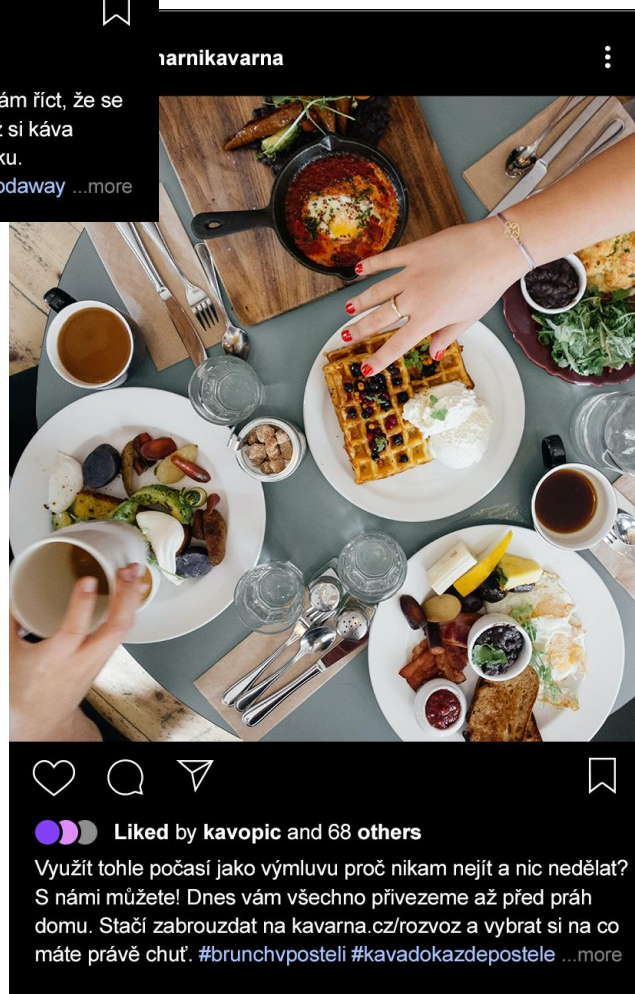 ám říct, že se
ž si káva
ku.
odaway ...more
narnikavarna
Liked by kavopic and 68 others
Využít tohle počasí jako výmluvu proč nikam nejít a nic nedělat?
S námi můžete! Dnes vám všechno přivezeme až před práh
domu. Stačí zabrouzdat na kavarna.cz/rozvoz a vybrat si na co
máte právě chuť. #brunchvposteli #kavadokazdepostele ...more